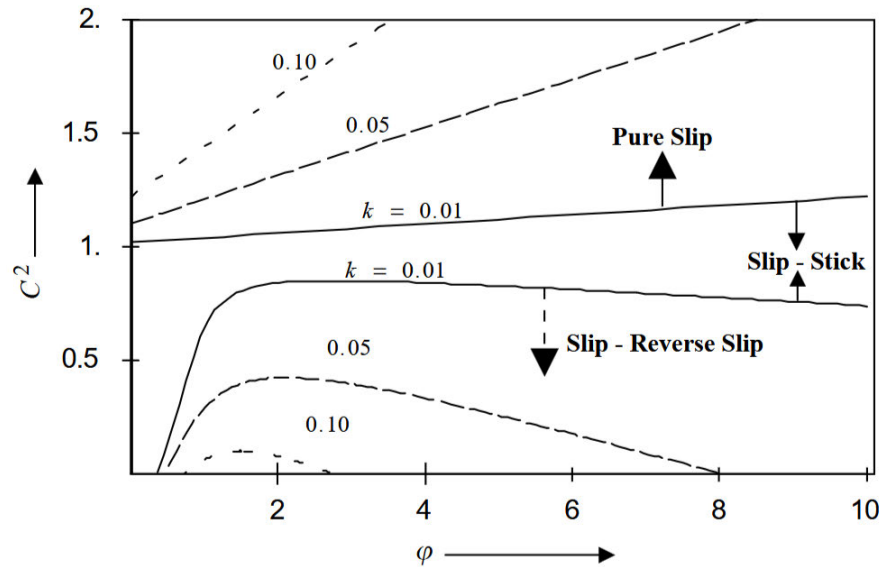 2.
0.10
1.5
0.05
Pure Slip
k = 0.01
1.
Slip - Stick
k = 0.01
C²
0.05
Slip - Reverse Slip
0.5
0.10
2 4 6 8 10
φ